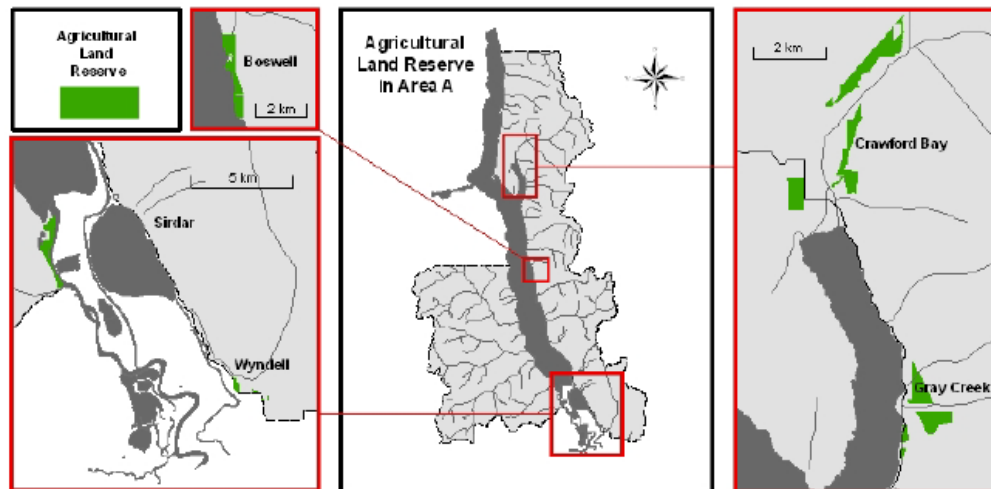 Agricultural
Land
Reserve
Boswell
2 km
Agricultural
Land Reserve
in Area A
2 km
Crawford Bay
Gray Creek
5 km
Sirdar
Wyndell